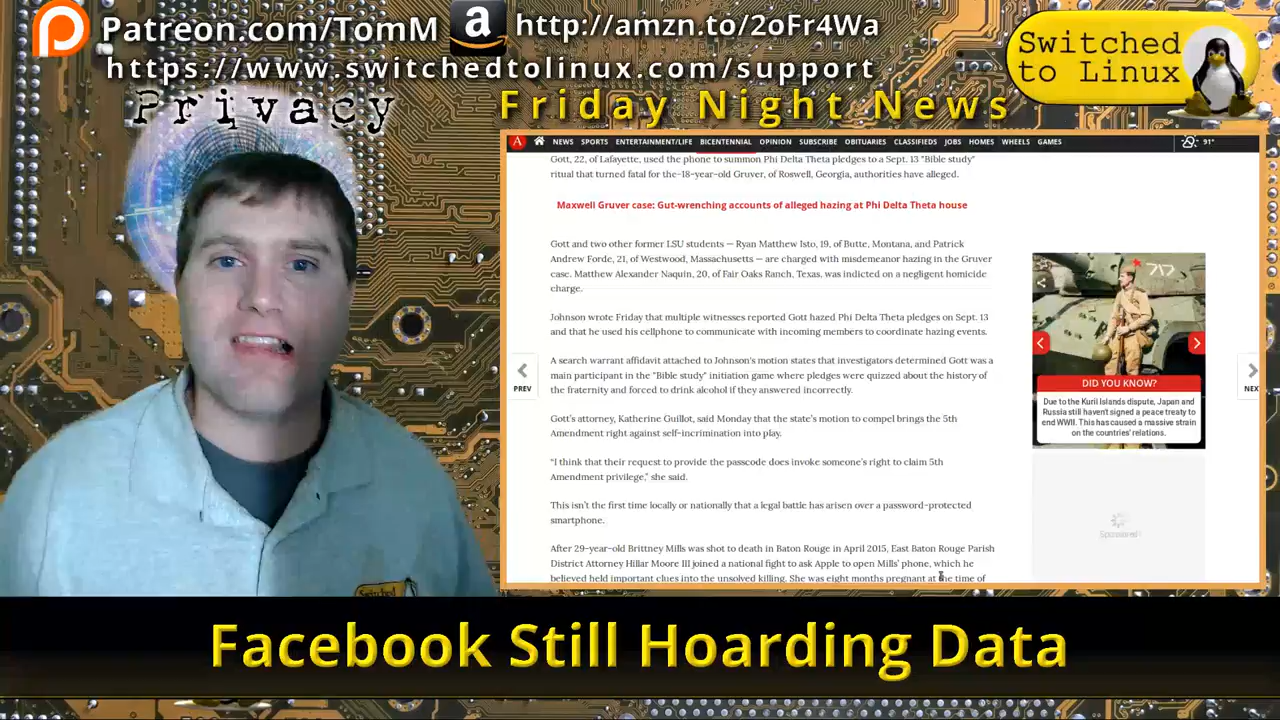 Patreon.com/TomM
http://amzn.to/2oFr4Wa
https://www.switchedtolinux.com/support
Switched
to Linux
Privacy
Friday Night News
NEWS SPORTS ENTERTAINMENT/LIFE BICENTENNIAL OPINION SUBSCRIBE OBITUARIES CLASSIFIEDS JOBS HOMES WHEELS GAMES
91°
Gott, 22, of Lafayette, used the phone to summon Phi Delta Theta pledges to a Sept. 13 "Bible study"
ritual that turned fatal for the-18-year-old Gruver, of Roswell, Georgia, authorities have alleged.
Maxwell Gruver case: Gut-wrenching accounts of alleged hazing at Phi Delta Theta house
Gott and two other former LSU students — Ryan Matthew Isto, 19, of Butte, Montana, and Patrick
Andrew Forde, 21, of Westwood, Massachusetts — are charged with misdemeanor hazing in the Gruver
case. Matthew Alexander Naquin, 20, of Fair Oaks Ranch, Texas, was indicted on a negligent homicide
charge.
Johnson wrote Friday that multiple witnesses reported Gott hazed Phi Delta Theta pledges on Sept. 13
and that he used his cellphone to communicate with incoming members to coordinate hazing events.
A search warrant affidavit attached to Johnson's motion states that investigators determined Gott was a
main participant in the "Bible study" initiation game where pledges were quizzed about the history of
the fraternity and forced to drink alcohol if they answered incorrectly.
Gott's attorney, Katherine Guillot, said Monday that the state's motion to compel brings the 5th
Amendment right against self-incrimination into play.
“I think that their request to provide the passcode does invoke someone's right to claim 5th
Amendment privilege,” she said.
This isn't the first time locally or nationally that a legal battle has arisen over a password-protected
smartphone.
After 29-year-old Brittney Mills was shot to death in Baton Rouge in April 2015, East Baton Rouge Parish
District Attorney Hillar Moore III joined a national fight to ask Apple to open Mills' phone, which he
believed held important clues into the unsolved killing. She was eight months pregnant at the time of
PREV
NEX
717
DID YOU KNOW?
Due to the Kuril Islands dispute, Japan and
Russia still haven't signed a peace treaty to
end WWII. This has caused a massive strain
on the countries' relations.
Sponsored
Facebook Still Hoarding Data